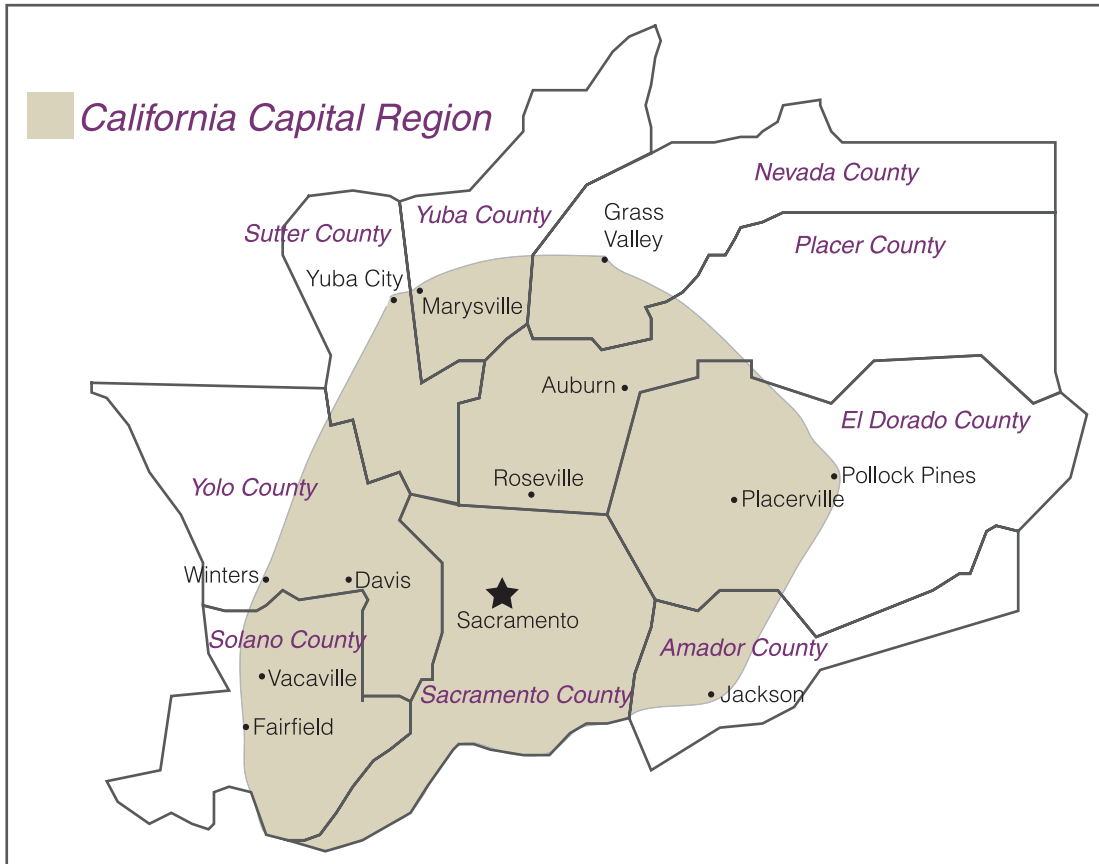 California Capital Region
Nevada County
Yuba County
Grass
Valley
Sutter County
Placer County
Yuba City
Marysville
Auburn
El Dorado County
Pollock Pines
Roseville
Yolo County
Placerville
Winters
Davis
Sacramento
Solano County
Amador County
Vacaville
Sacramento County
Jackson
Fairfield